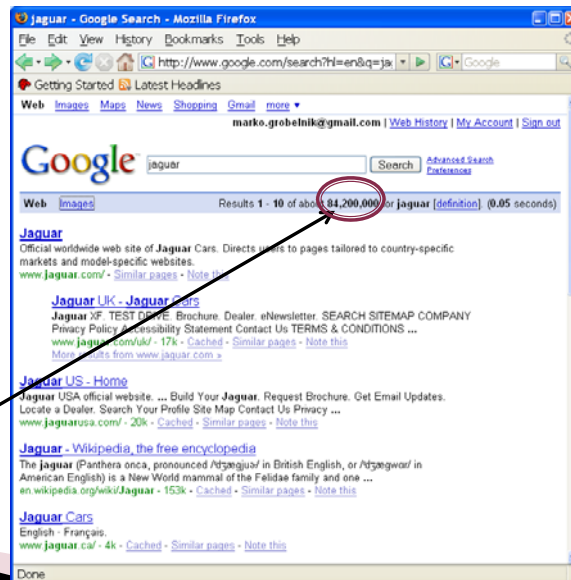 jaguar - Google Search - Mozilla Firefox
File Edit View History Bookmarks Tools Help
http://www.google.com/search?hl=en&q=ja Google
Getting Started Latest Headlines
Web Images Maps News Shopping Gmail more ▼
marko.grobelnik@gmail.com | Web History | My Account | Sign out
Google jaguar Search Advanced Search
Preferences
Web Images Results 1 - 10 of about 84,200,000 for jaguar [definition]. (0.05 seconds)
Jaguar
Official worldwide web site of Jaguar Cars. Directs users to pages tailored to country-specific
markets and model-specific websites.
www.jaguar.com/ - Similar pages - Note this
Jaguar UK - Jaguar Cars
Jaguar XF. TEST DRIVE. Brochure. Dealer. eNewsletter. SEARCH SITEMAP COMPANY
Privacy Policy Accessibility Statement Contact Us TERMS & CONDITIONS ...
www.jaguar.com/uk/ - 17k - Cached - Similar pages - Note this
More results from www.jaguar.com »
Jaguar US - Home
Jaguar USA official website. ... Build Your Jaguar. Request Brochure. Get Email Updates.
Locate a Dealer. Search Your Profile Site Map Contact Us Privacy ...
www.jaguarusa.com/ - 20k - Cached - Similar pages - Note this
Jaguar - Wikipedia, the free encyclopedia
The jaguar (Panthera onca, pronounced /ˈdʒægjuə/ in British English, or /ˈdʒægwɑr/ in
American English) is a New World mammal of the Felidae family and one ...
en.wikipedia.org/wiki/Jaguar - 153k - Cached - Similar pages - Note this
Jaguar Cars
English - Français.
www.jaguar.ca/ - 4k - Cached - Similar pages - Note this
Done